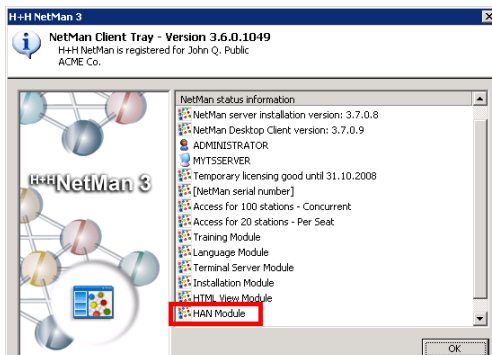 H+H NetMan 3
NetMan Client Tray - Version 3.6.0.1049
H+H NetMan is registered for John Q. Public
ACME Co.
H+H NetMan 3
NetMan status information
NetMan server installation version: 3.7.0.8
NetMan Desktop Client version: 3.7.0.9
ADMINISTRATOR
MYTSSERVER
Temporary licensing good until 31.10.2008
[NetMan serial number]
Access for 100 stations - Concurrent
Access for 20 stations - Per Seat
Training Module
Language Module
Terminal Server Module
Installation Module
HTML View Module
HAN Module
OK